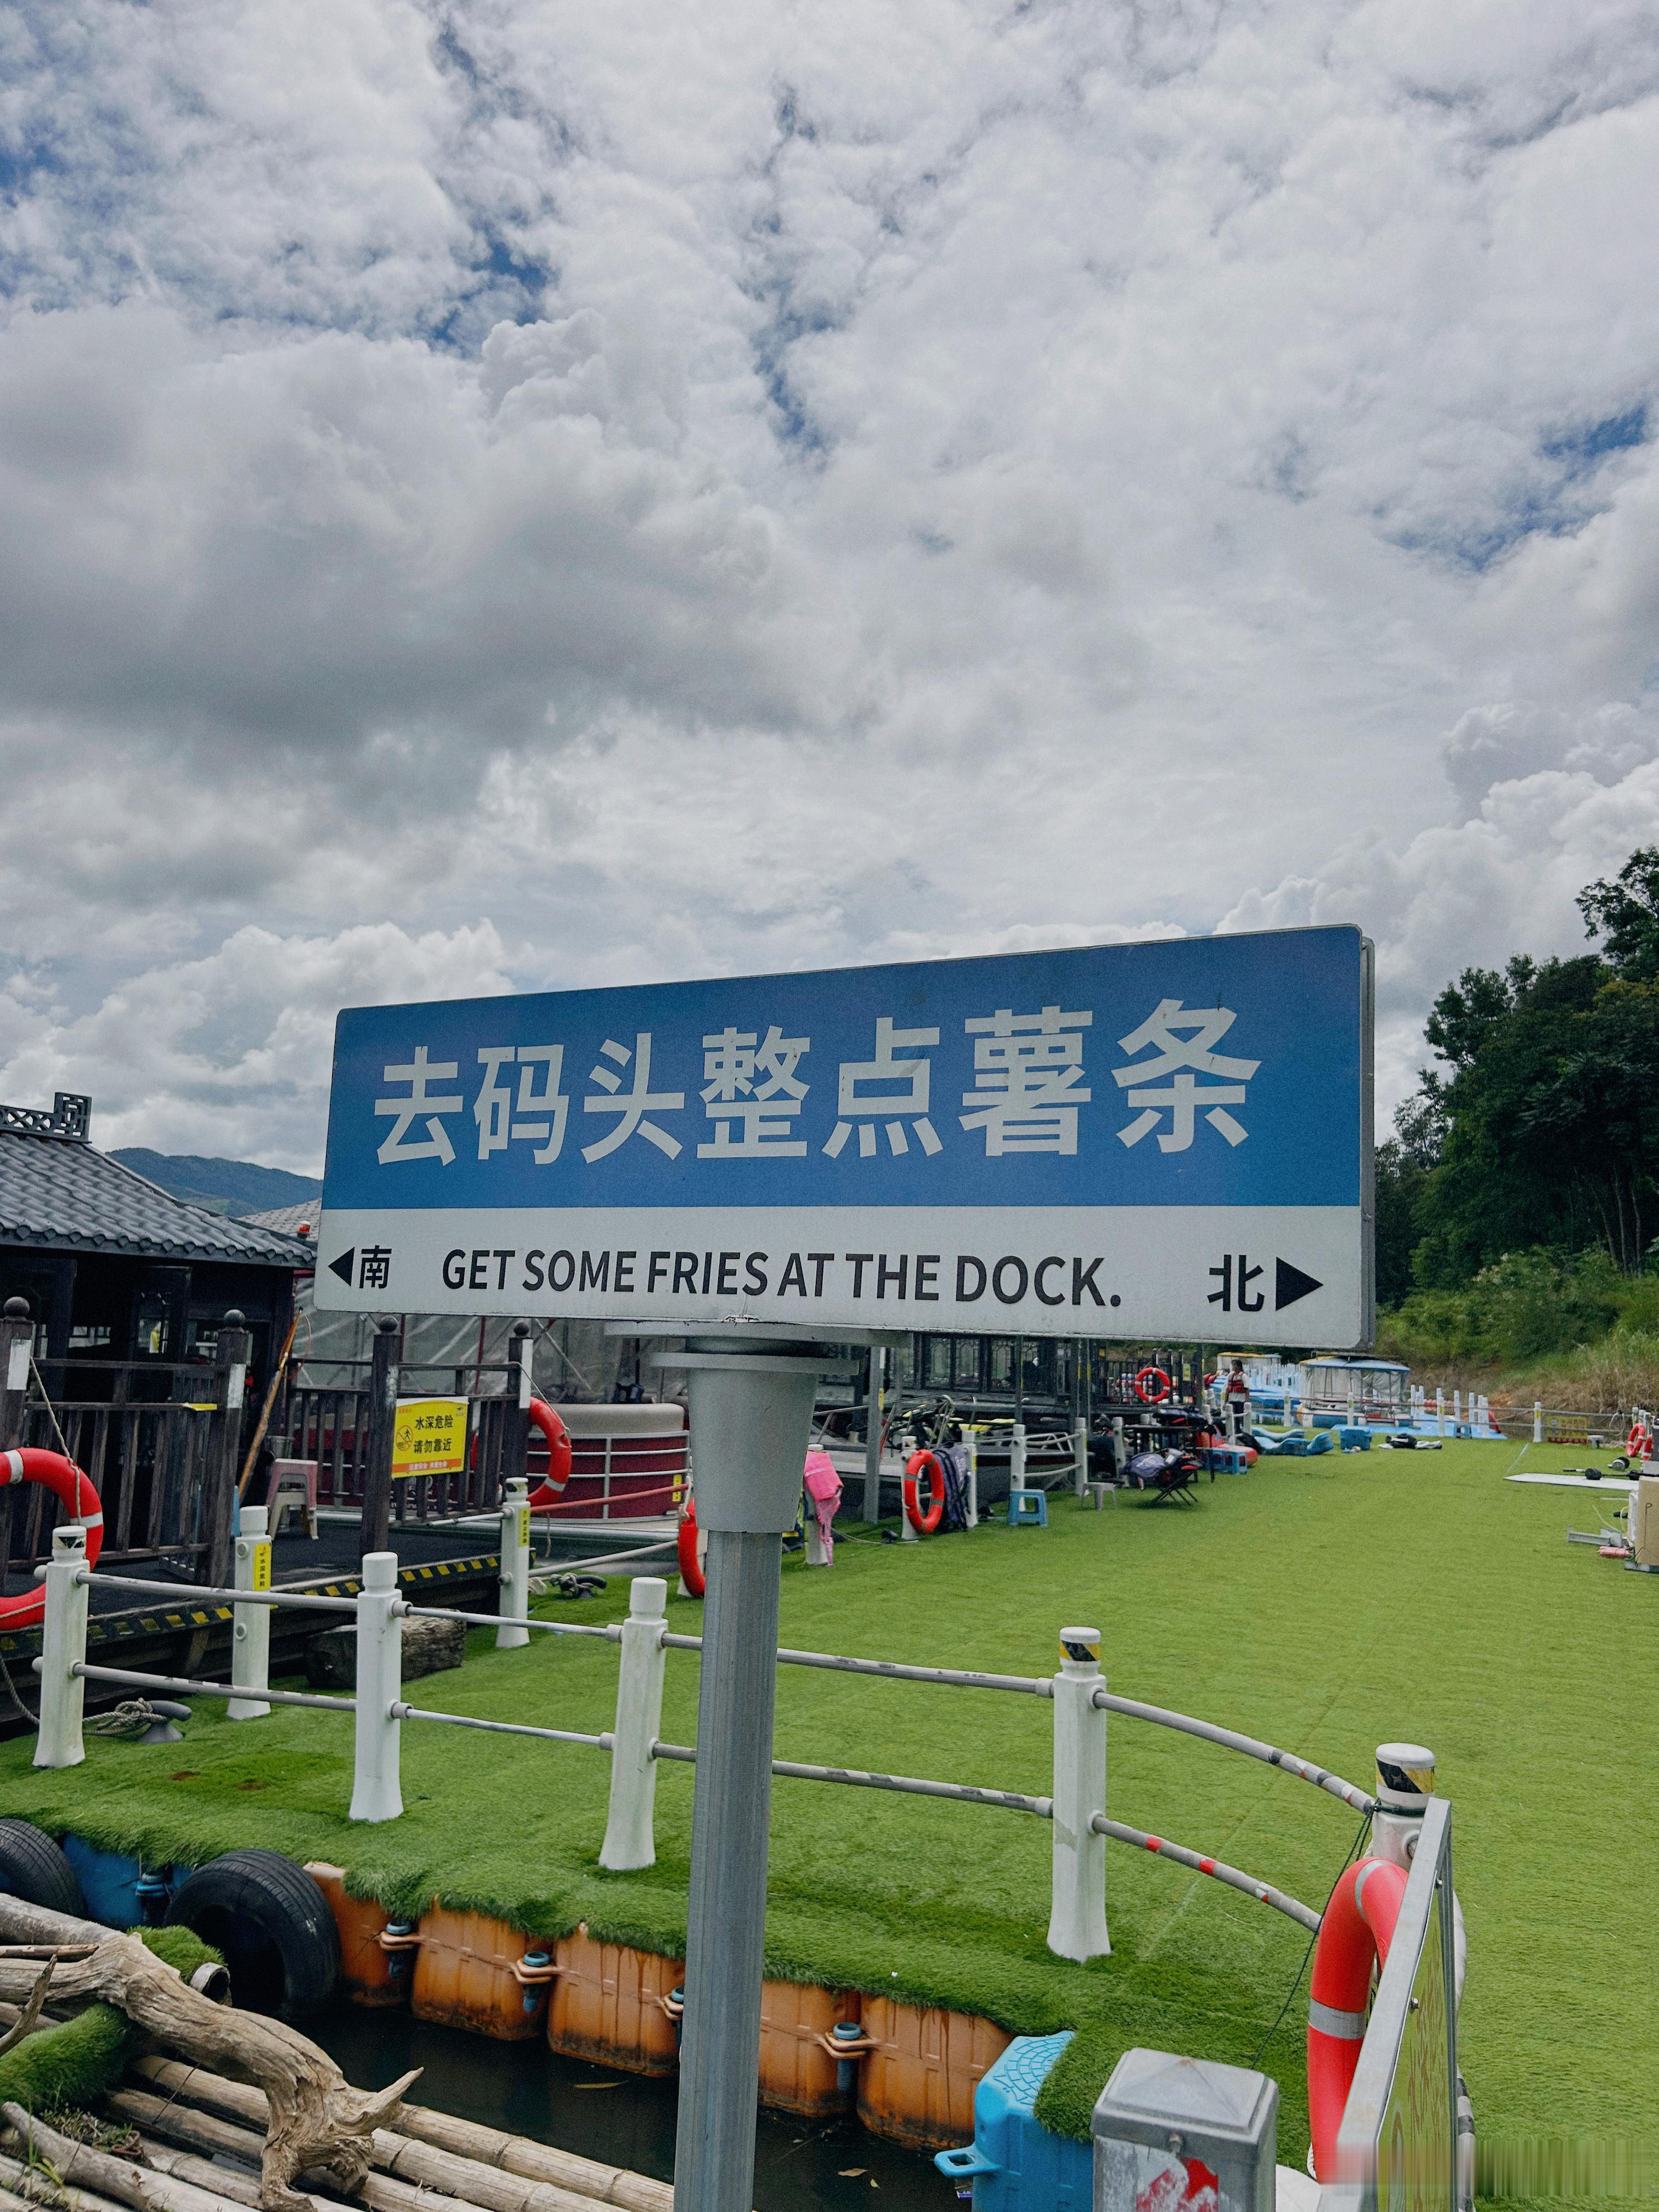 去码头整点薯条
南 GET SOME FRIES AT THE DOCK. 北
水深危险
请勿靠近